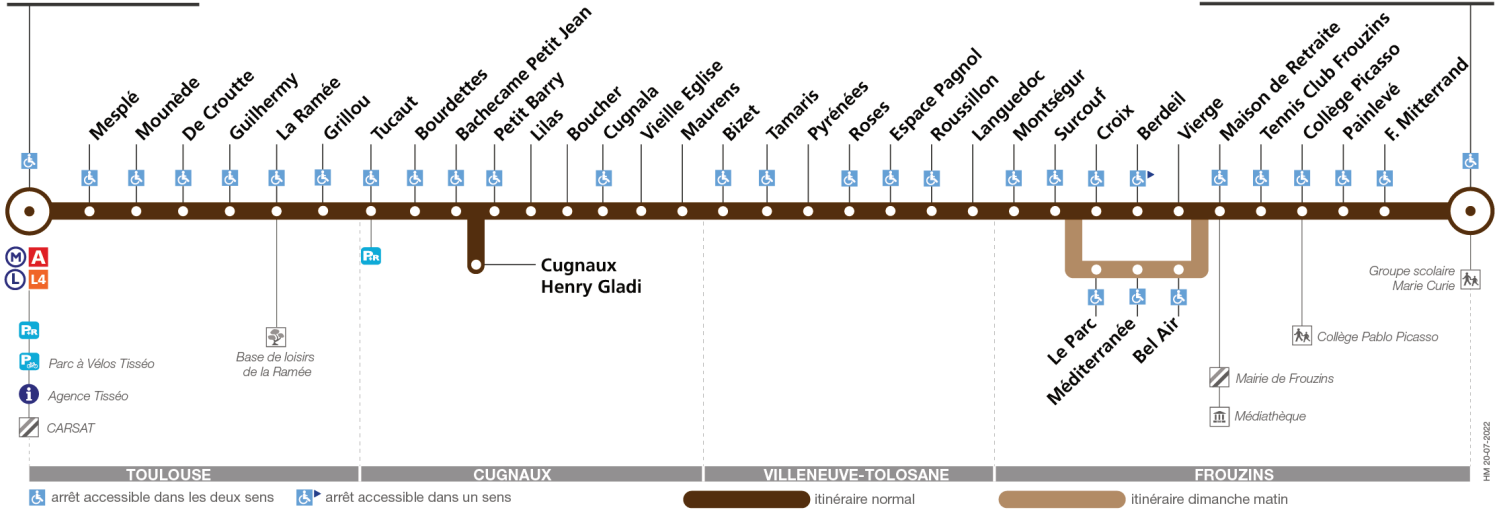 Mesplé
Mounède
De Croutte
Guilhermy
La Ramée
Grillou
Tucaut
Bourdettes
Bachecame Petit Jean
Petit Barry
Lilas
Boucher
Cugnala
Vieille Eglise
Maurens
Bizet
Tamaris
Pyrénées
Roses
Espace Pagnol
Roussillon
Languedoc
Montségur
Surcouf
Croix
Berdeil
Vierge
Maison de Retraite
Tennis Club Frouzins
Collège Picasso
Painlevé
F. Mitterrand
M A
L L4
P+R
P+R
Cugnaux
Henry Gladi
Le Parc
Méditerranée
Bel Air
Groupe scolaire
Marie Curie
Collège Pablo Picasso
Base de loisirs
de la Ramée
P Parc à Vélos Tisséo
i Agence Tisséo
CARSAT
Mairie de Frouzins
Médiathèque
TOULOUSE
CUGNAUX
VILLENEUVE-TOLOSANE
FROUZINS
arrêt accessible dans les deux sens
arrêt accessible dans un sens
itinéraire normal
itinéraire dimanche matin
HM 20-07-2022